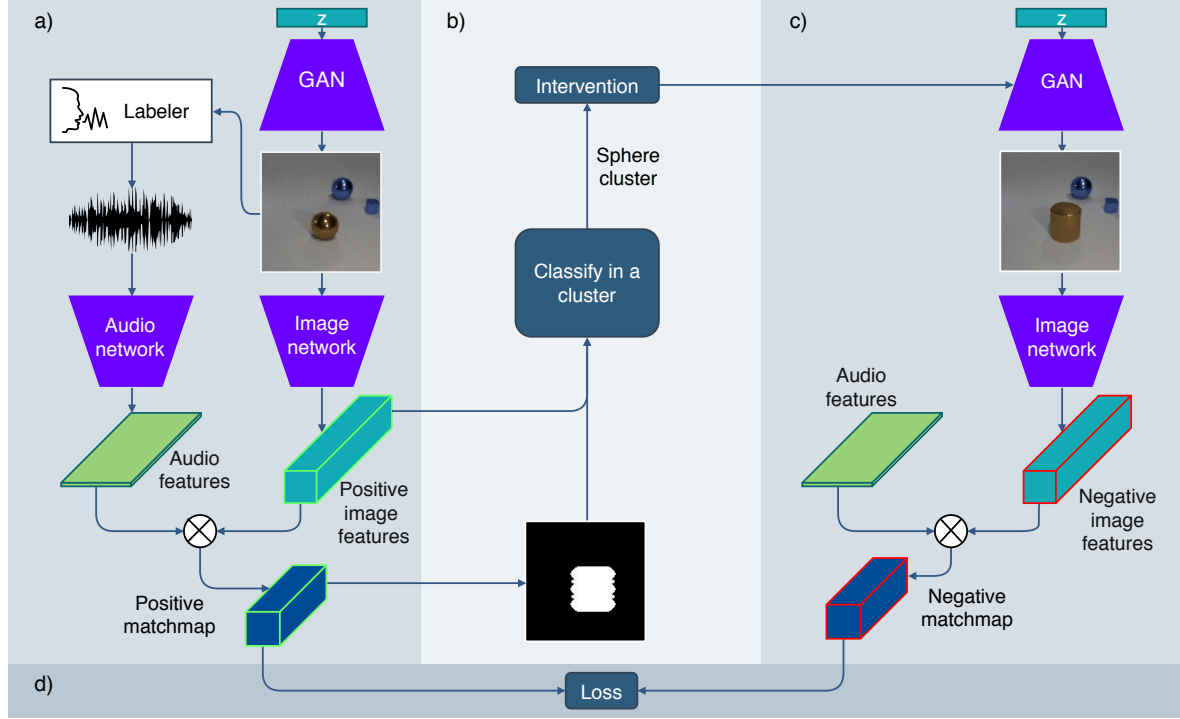 a)
z
GAN
Labeler
Audio
network
Image
network
Audio
features
Positive
image
features
Positive
matchmap
b)
Intervention
Sphere
cluster
Classify in a
cluster
c)
z
GAN
Image
network
Audio
features
Negative
image
features
Negative
matchmap
d)
Loss